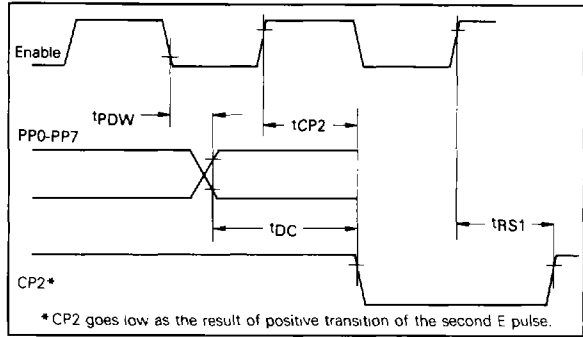 Enable
tPDW
tCP2
PP0-PP7
tDC
tRS1
CP2*
*CP2 goes low as the result of positive transition of the second E pulse.